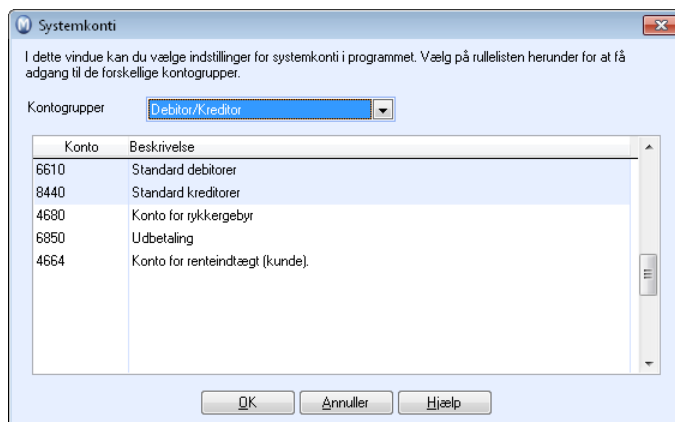 Systemkonti
I dette vindue kan du vælge indstillinger for systemkonti i programmet. Vælg på rullelisten herunder for at få
adgang til de forskellige kontogrupper.
Kontogrupper Debitor/Kreditor
Konto Beskrivelse
6610 Standard debitorer
8440 Standard kreditorer
4680 Konto for rykkergebyr
6850 Udbetaling
4664 Konto for renteindtægt (kunde).
OK Annuller Hjælp